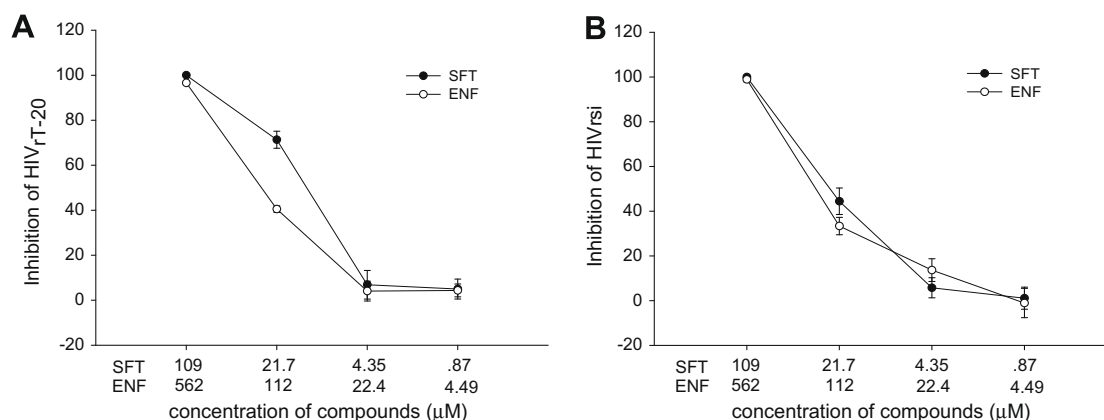 A
Inhibition of HIVrT-20
120
100
80
60
40
20
0
-20
SFT
ENF
SFT 109 21.7 4.35 .87
ENF 562 112 22.4 4.49
concentration of compounds (μM)
B
Inhibition of HIVrsi
120
100
80
60
40
20
0
-20
SFT
ENF
SFT 109 21.7 4.35 .87
ENF 562 112 22.4 4.49
concentration of compounds (μM)